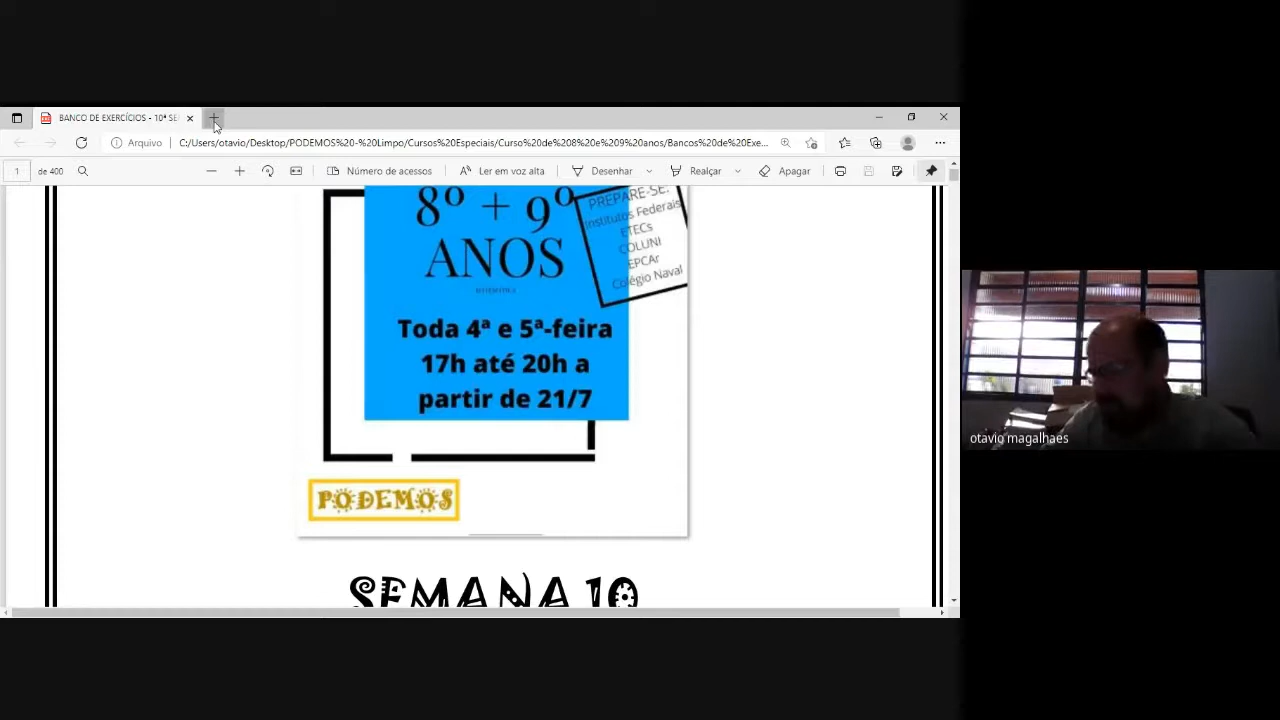 BANCO DE EXERCÍCIOS - 10ª SE
Arquivo
C:/Users/otavio/Desktop/PODEMOS%20-%20Limpo/Cursos%20Especiais/Curso%20de%208%20e%209%20anos/Bancos%20de%20Exe...
1 de 400
Número de acessos
Ler em voz alta
Desenhar
Realçar
Apagar
8º + 9º
ANOS
PREPARE-SE:
Institutos Federais
ETECs
COLUNI
EPCAr
Colégio Naval
Toda 4ª e 5ª-feira
17h até 20h a
partir de 21/7
PODEMOS
SEMANA 10
otavio magalhaes